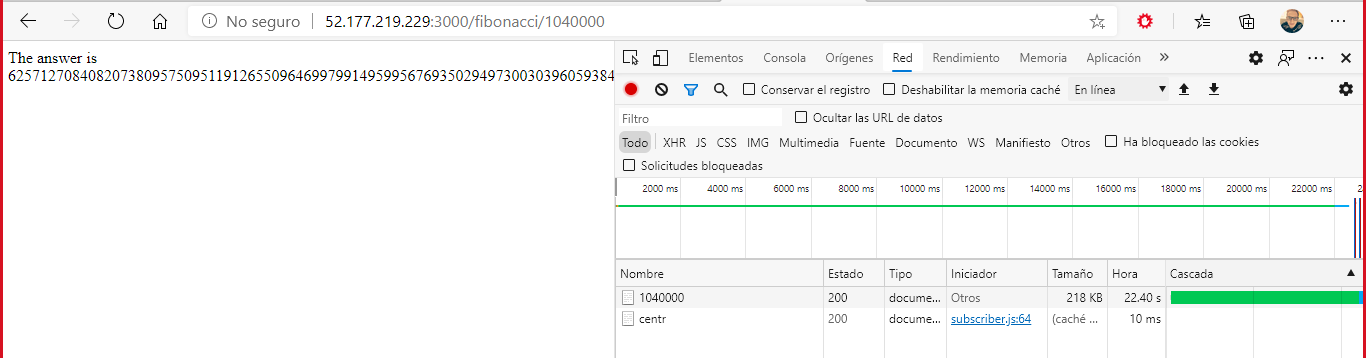 No seguro 52.177.219.229:3000/fibonacci/1040000
The answer is
Elementos Consola Orígenes Red Rendimiento Memoria Aplicación »
Conservar el registro Deshabilitar la memoria caché En línea
Filtro Ocultar las URL de datos
Todo XHR JS CSS IMG Multimedia Fuente Documento WS Manifiesto Otros Ha bloqueado las cookies
Solicitudes bloqueadas
2000 ms 4000 ms 6000 ms 8000 ms 10000 ms 12000 ms 14000 ms 16000 ms 18000 ms 20000 ms 22000 ms
Nombre Estado Tipo Iniciador Tamaño Hora Cascada
1040000 200 docume... Otros 218 KB 22.40 s
centr 200 docume... subscriber.js:64 (caché ... 10 ms